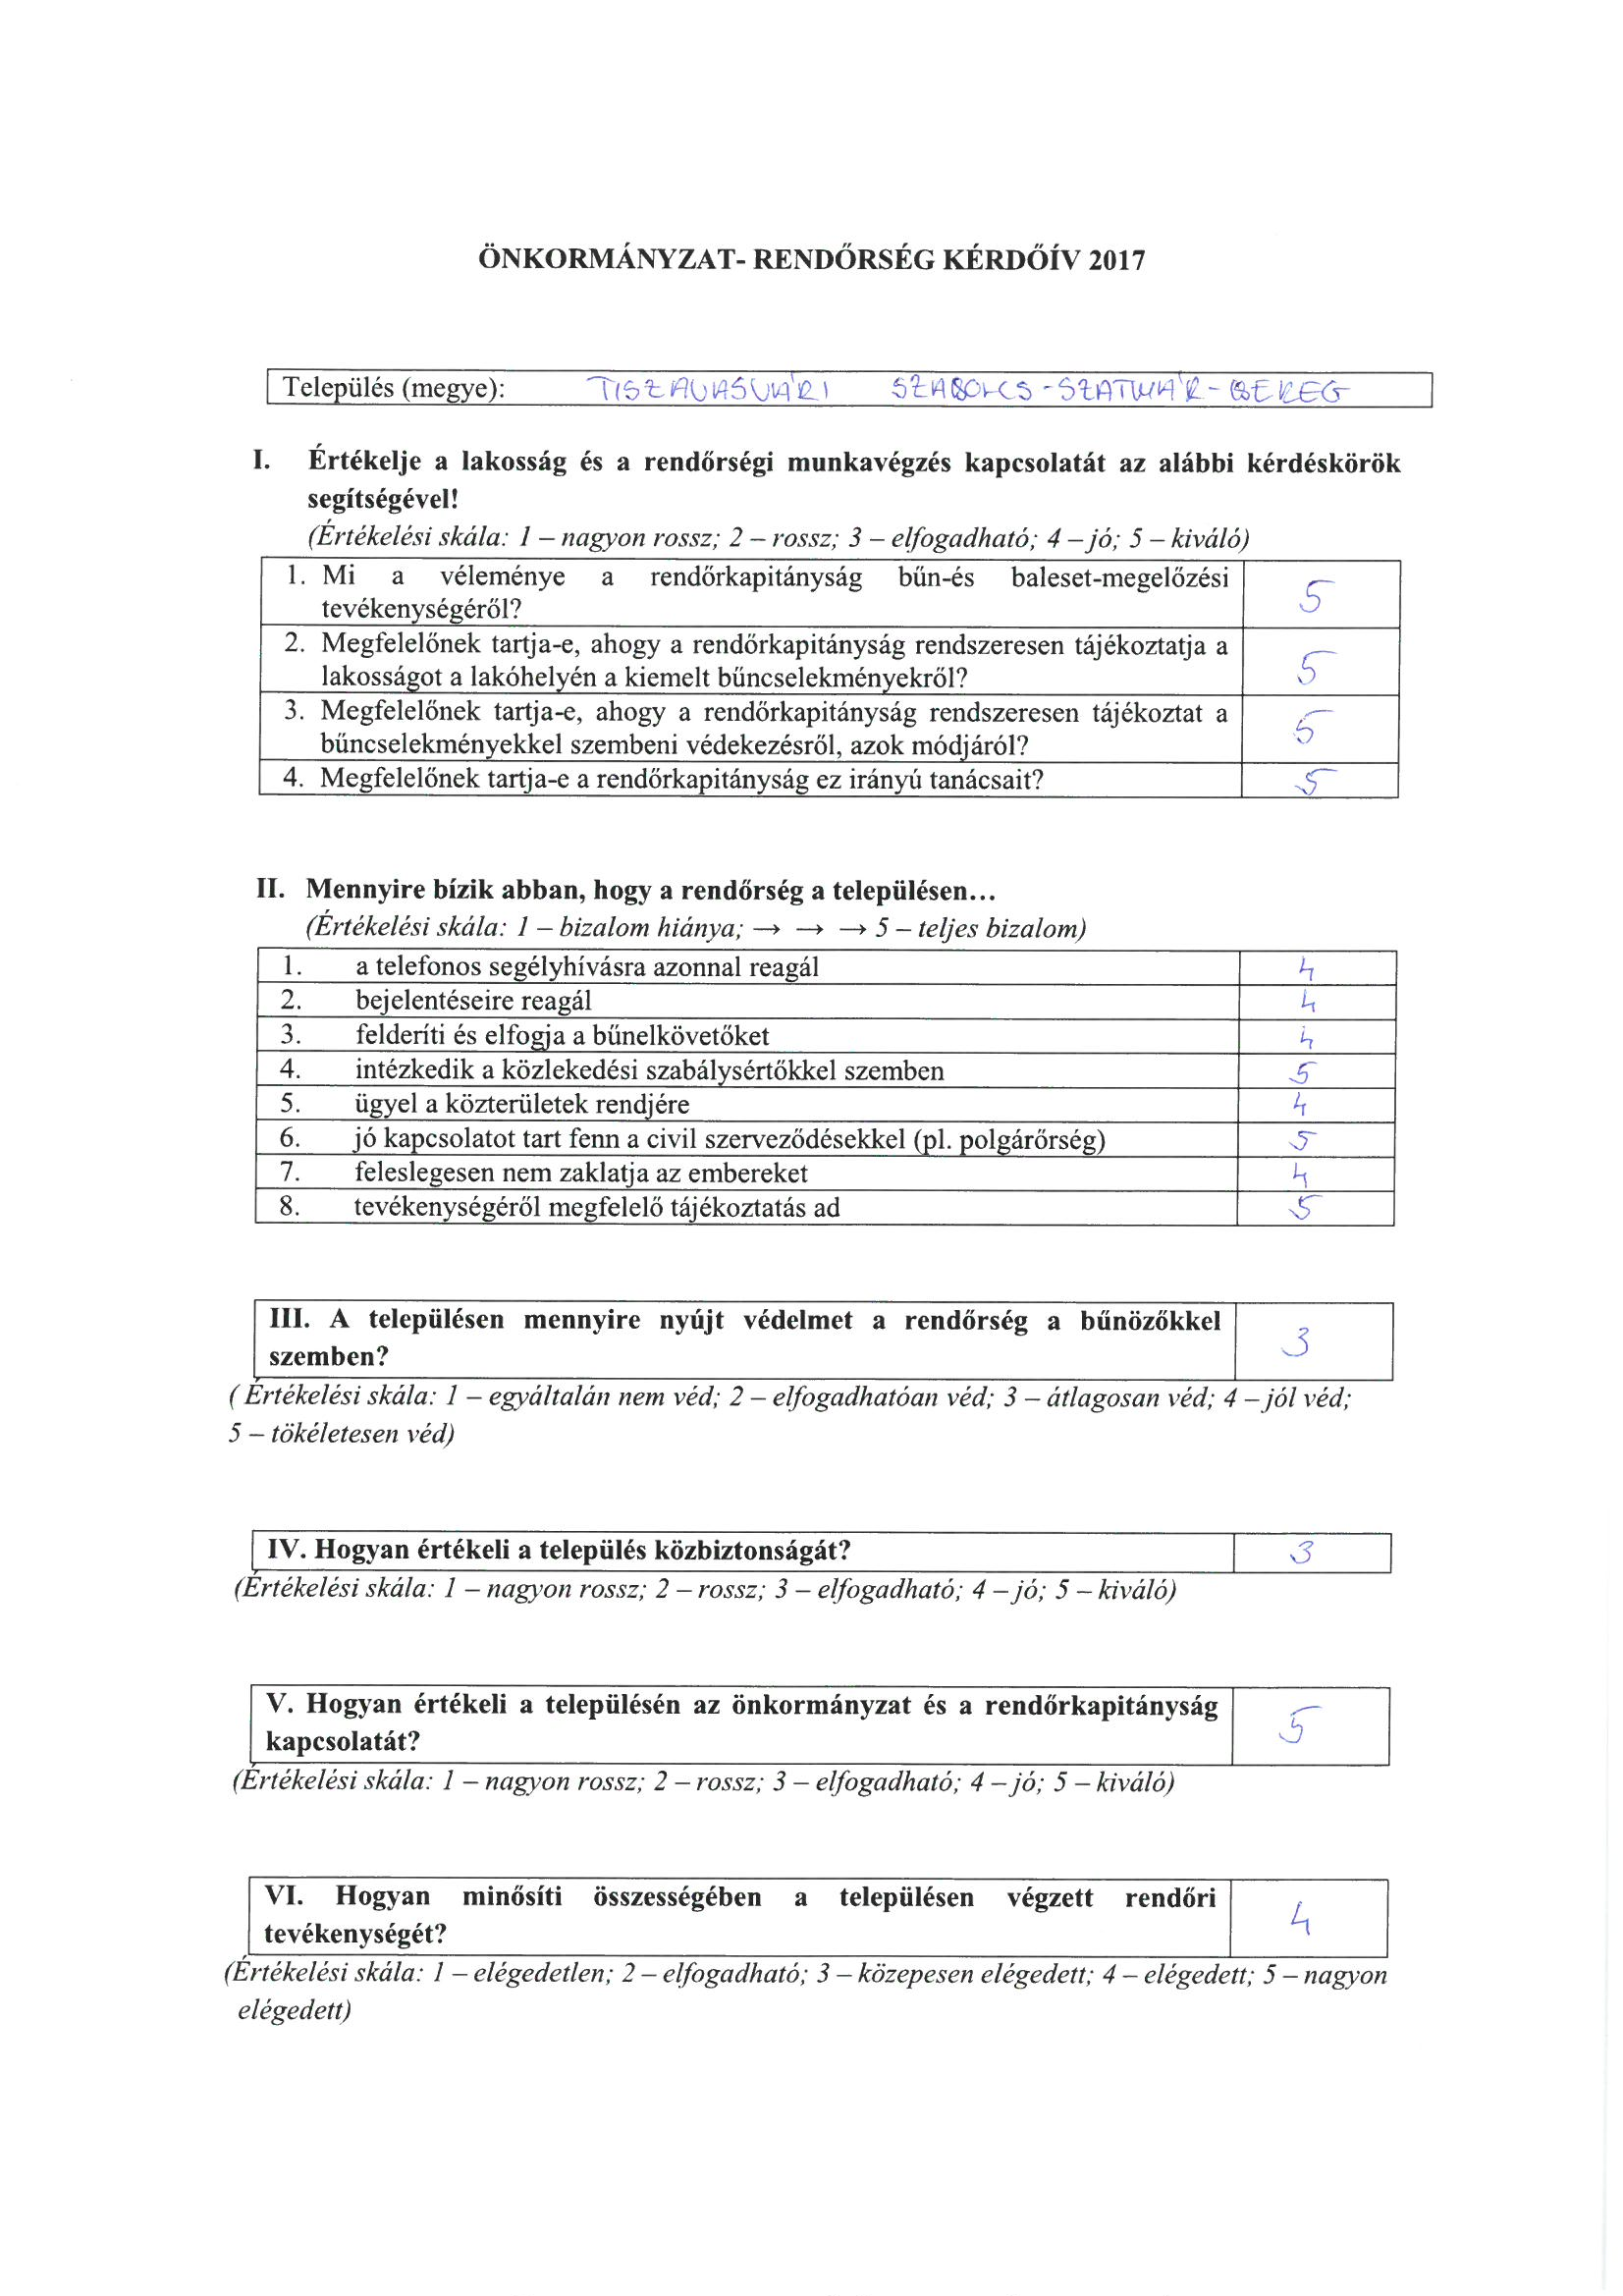 ÖNKORMÁNYZAT- RENDŐRSÉG KÉRDŐÍV 2017
Település (megye): TISZAVASVÁRI SZABOLCS-SZATMÁR-BEREG
I. Értékelje a lakosság és a rendőrségi munkavégzés kapcsolatát az alábbi kérdéskörök
segítségével!
(Értékelési skála: 1 – nagyon rossz; 2 – rossz; 3 – elfogadható; 4 – jó; 5 – kiváló)
1. Mi a véleménye a rendőrkapitányság bűn-és baleset-megelőzési
tevékenységéről? 5
2. Megfelelőnek tartja-e, ahogy a rendőrkapitányság rendszeresen tájékoztatja a
lakosságot a lakóhelyén a kiemelt bűncselekményekről? 5
3. Megfelelőnek tartja-e, ahogy a rendőrkapitányság rendszeresen tájékoztat a
bűncselekményekkel szembeni védekezésről, azok módjáról? 5
4. Megfelelőnek tartja-e a rendőrkapitányság ez irányú tanácsait? 5
II. Mennyire bízik abban, hogy a rendőrség a településen...
(Értékelési skála: 1 – bizalom hiánya; → → → 5 – teljes bizalom)
1. a telefonos segélyhívásra azonnal reagál 4
2. bejelentéseire reagál 4
3. felderíti és elfogja a bűnelkövetőket 4
4. intézkedik a közlekedési szabálysértőkkel szemben 5
5. ügyel a közterületek rendjére 4
6. jó kapcsolatot tart fenn a civil szerveződésekkel (pl. polgárőrség) 5
7. feleslegesen nem zaklatja az embereket 4
8. tevékenységéről megfelelő tájékoztatás ad 5
III. A településen mennyire nyújt védelmet a rendőrség a bűnözőkkel
szemben? 3
( Értékelési skála: 1 – egyáltalán nem véd; 2 – elfogadhatóan véd; 3 – átlagosan véd; 4 – jól véd;
5 – tökéletesen véd)
IV. Hogyan értékeli a település közbiztonságát? 3
(Értékelési skála: 1 – nagyon rossz; 2 – rossz; 3 – elfogadható; 4 – jó; 5 – kiváló)
V. Hogyan értékeli a településén az önkormányzat és a rendőrkapitányság
kapcsolatát? 5
(Értékelési skála: 1 – nagyon rossz; 2 – rossz; 3 – elfogadható; 4 – jó; 5 – kiváló)
VI. Hogyan minősíti összességében a településen végzett rendőri
tevékenységét? 4
(Értékelési skála: 1 – elégedetlen; 2 – elfogadható; 3 – közepesen elégedett; 4 – elégedett; 5 – nagyon
elégedett)